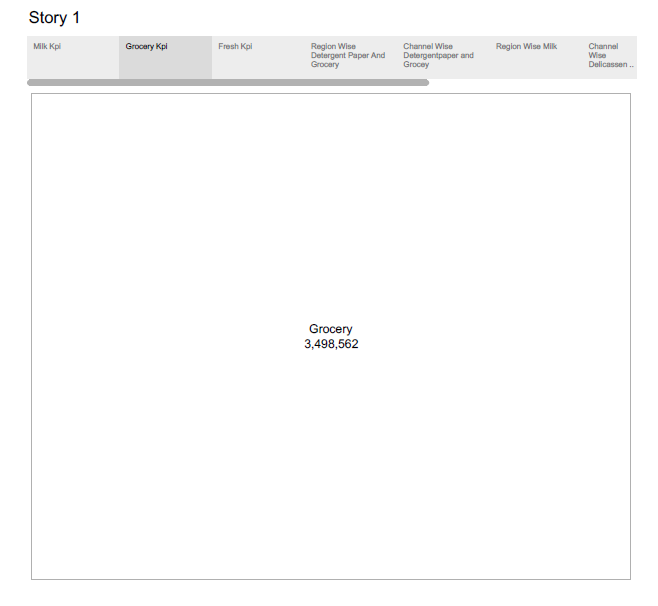 Story 1
Milk Kpi
Grocery Kpi
Fresh Kpi
Region Wise
Detergent Paper And
Grocery
Channel Wise
Detergentpaper and
Grocey
Region Wise Milk
Channel
Wise
Delicassen ..
Grocery
3,498,562